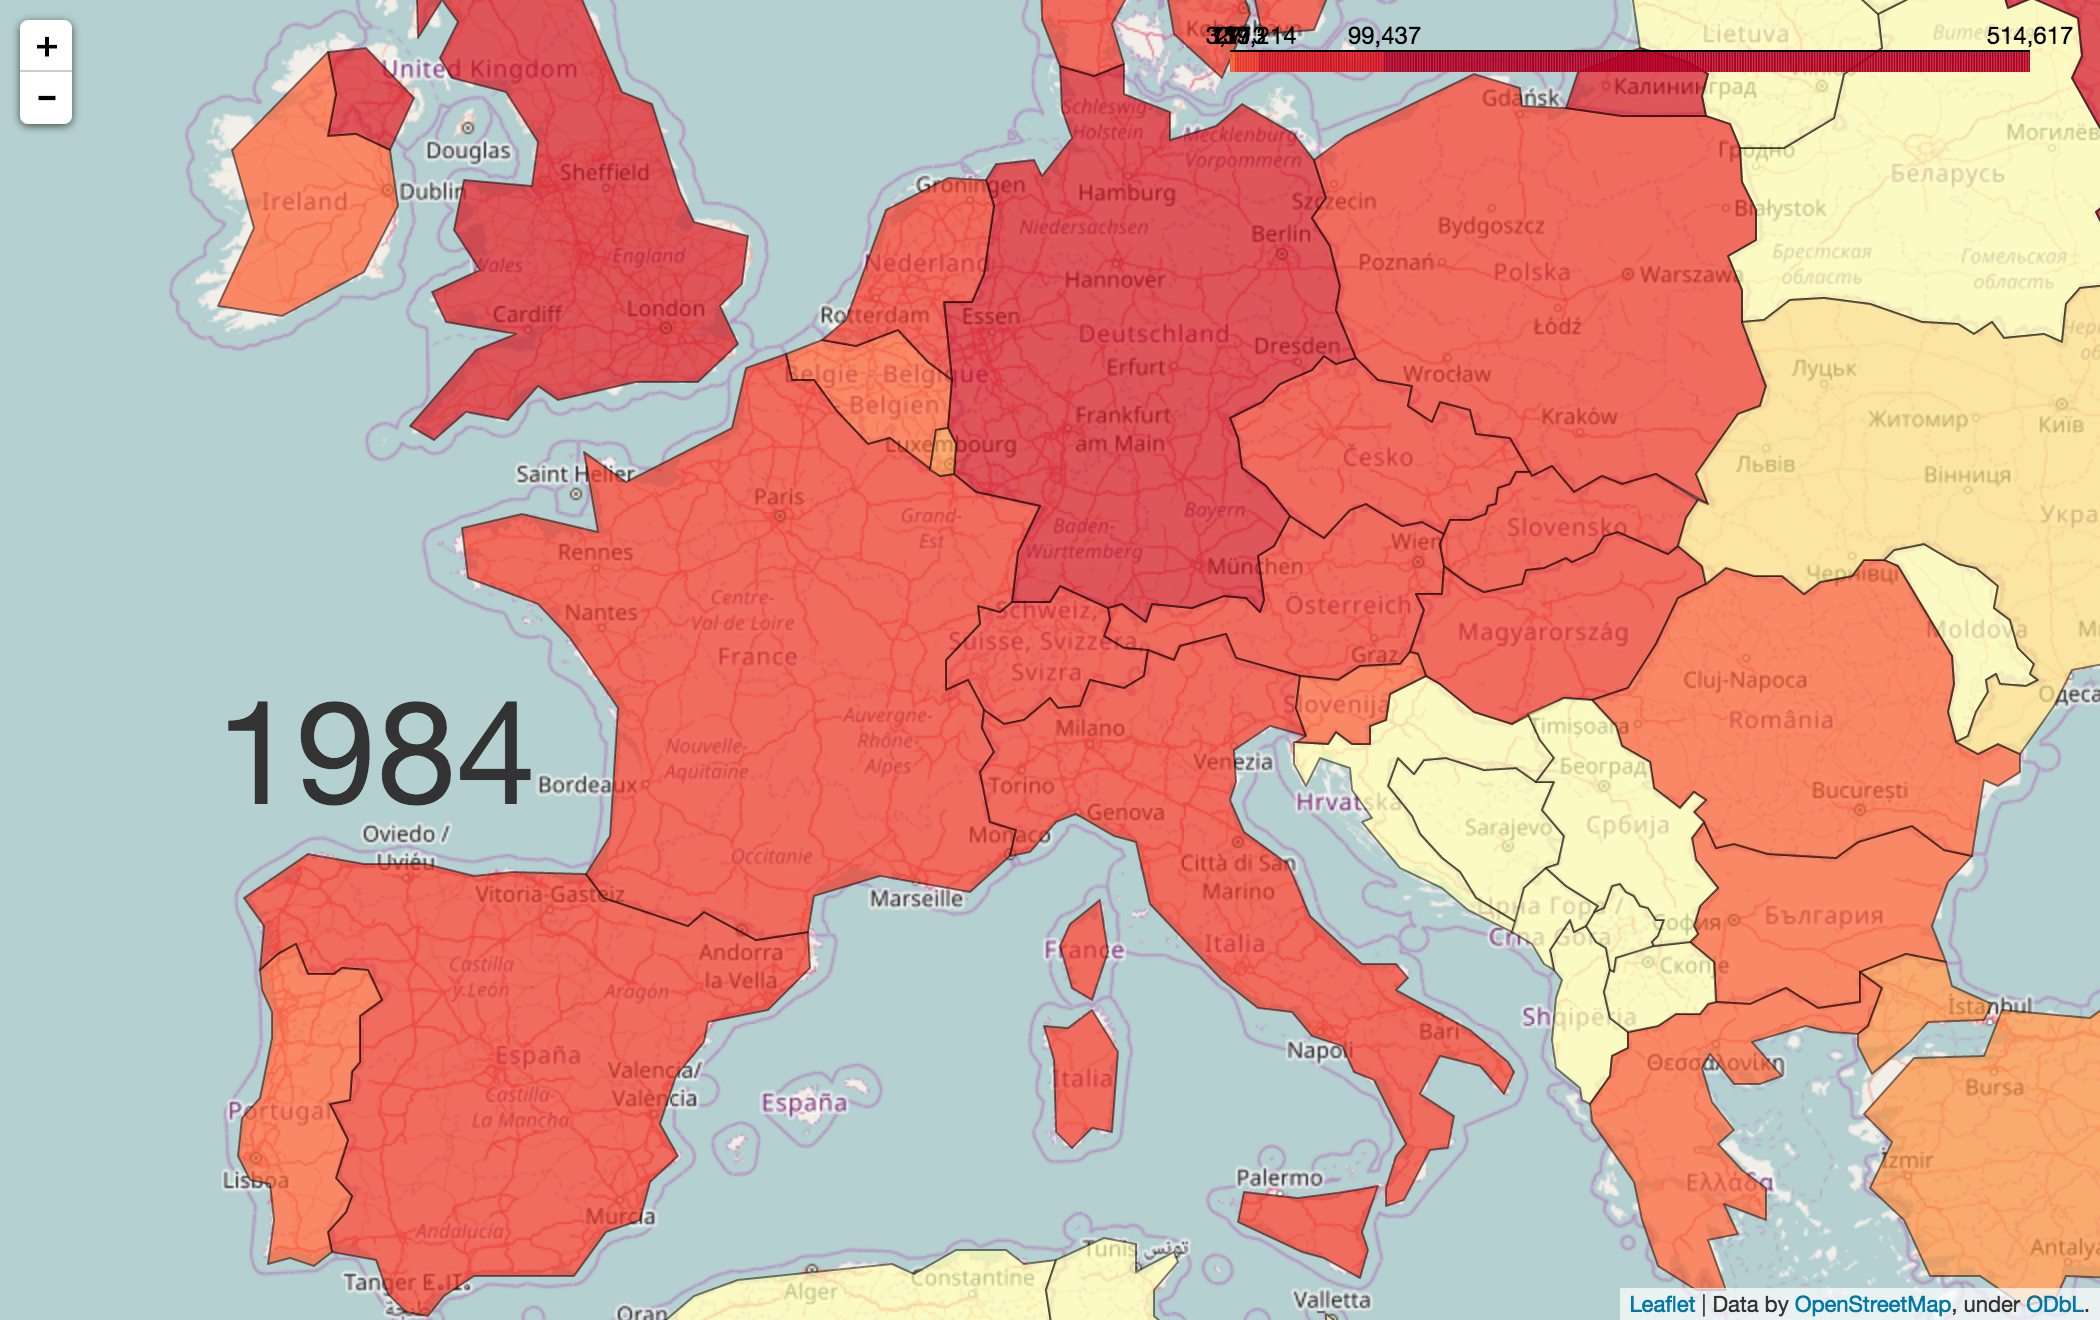 +
−
København
99,437
514,617
Lietuva
United Kingdom
Schleswig-
Holstein
Mecklenburg-
Vorpommern
Gdańsk
Калининград
Могилёв
Douglas
Sheffield
Гродно
Беларусь
Ireland
Dublin
Groningen
Hamburg
Szczecin
Białystok
Niedersachsen
Berlin
Bydgoszcz
Wales
England
Nederland
Hannover
Poznań
Polska
Warszawa
Брестская
область
Гомельская
область
Cardiff
London
Rotterdam
Essen
Deutschland
Dresden
Łódź
België - Belgique
Belgien
Erfurt
Wrocław
Луцьк
Frankfurt
am Main
Kraków
Житомир
Київ
Luxembourg
Česko
Львів
Вінниця
Saint Helier
Paris
Grand-
Est
Baden-
Württemberg
Bayern
Slovensko
Укра
Rennes
München
Wien
Чернівці
Nantes
Centre-
Val de Loire
Schweiz,
Suisse, Svizzera,
Svizra
Österreich
Magyarország
Moldova
France
Graz
Cluj-Napoca
România
Slovenija
Одеса
1984
Nouvelle-
Aquitaine
Auvergne-
Rhône-
Alpes
Milano
Timișoara
Bordeaux
Torino
Venezia
Београд
București
Hrvatska
Oviedo /
Uviéu
Monaco
Genova
Sarajevo
Србија
Occitanie
Città di San
Marino
Vitoria-Gasteiz
Marseille
Црна Гора /
Crna Gora
София
България
Castilla
y León
Andorra
la Vella
Aragón
France
Italia
Скопје
İstanbul
Shqipëria
España
Castilla-
La Mancha
Valencia/
València
España
Italia
Napoli
Bari
Θεσσαλονίκη
Bursa
Portugal
Lisboa
Palermo
Ελλάδα
İzmir
Murcia
Andalucía
Tunis تونس
Antalya
Tanger ⵟⴰⵏⵊⴰ
طنجة
Alger
Constantine
Oran
Valletta
Leaflet | Data by OpenStreetMap, under ODbL.